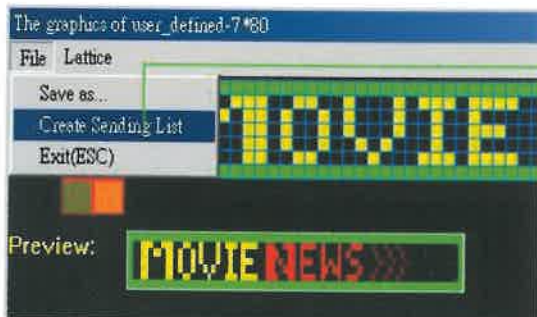 The graphics of user_defined-7*80
File Lattice
Save as...
Create Sending List
Exit(ESC)
MOVIE
Preview:
MOVIE NEWS